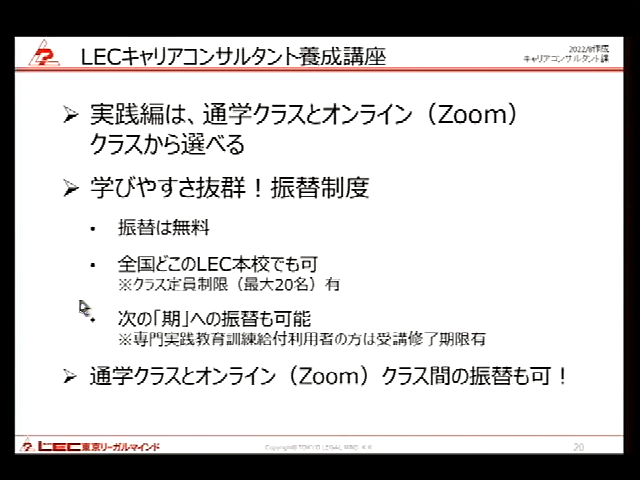 LECキャリアコンサルタント養成講座
2022/8作成
キャリアコンサルタント課
➢ 実践編は、通学クラスとオンライン（Zoom）
クラスから選べる
➢ 学びやすさ抜群！振替制度
• 振替は無料
• 全国どこのLEC本校でも可
※クラス定員制限（最大20名）有
• 次の「期」への振替も可能
※専門実践教育訓練給付利用者の方は受講修了期限有
➢ 通学クラスとオンライン（Zoom）クラス間の振替も可！
LEC東京リーガルマインド
Copyright© TOKYO LEGAL MIND K.K.
20